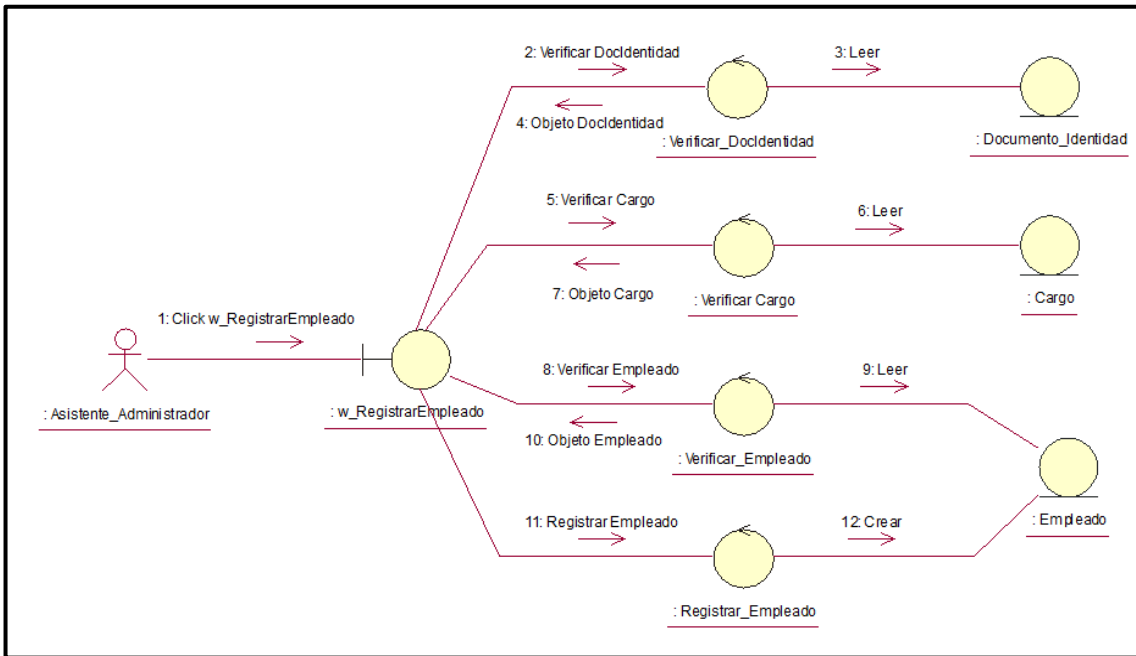 2: Verificar DocIdentidad
3: Leer
4: Objeto DocIdentidad
: Verificar_DocIdentidad
: Documento_Identidad
5: Verificar Cargo
6: Leer
7: Objeto Cargo
: Verificar Cargo
: Cargo
1: Click w_RegistrarEmpleado
: Asistente_Administrador
: w_RegistrarEmpleado
8: Verificar Empleado
9: Leer
10: Objeto Empleado
: Verificar_Empleado
: Empleado
11: Registrar Empleado
12: Crear
: Registrar_Empleado